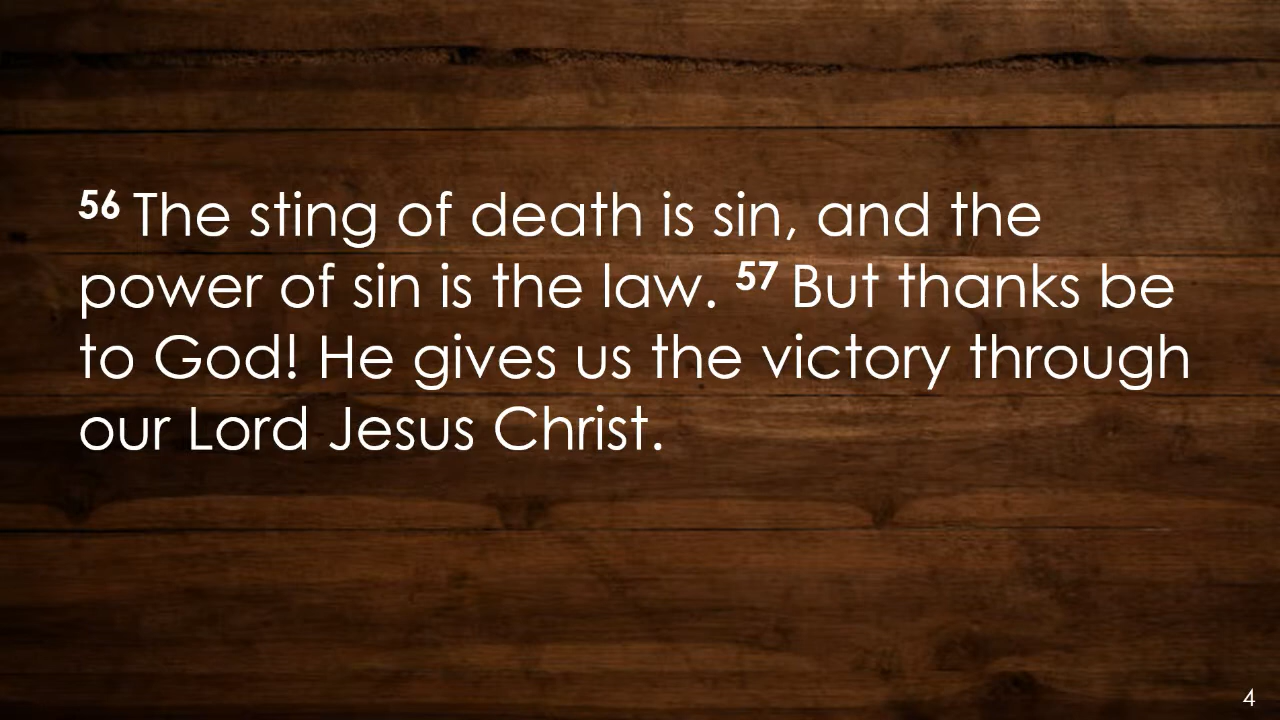 56 The sting of death is sin, and the
power of sin is the law. 57 But thanks be
to God! He gives us the victory through
our Lord Jesus Christ.
4